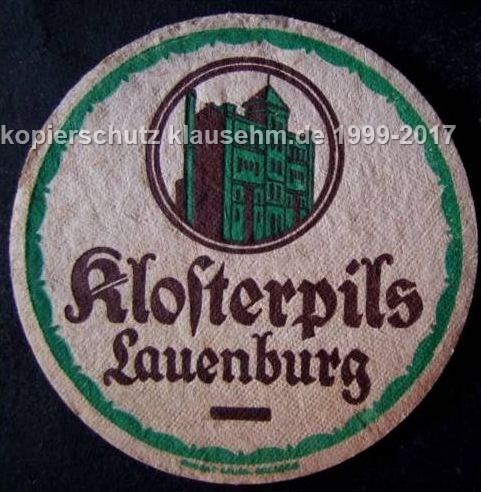 kopierschutz klausehm.de 1999-2017
Kloſterpils
Lauenburg